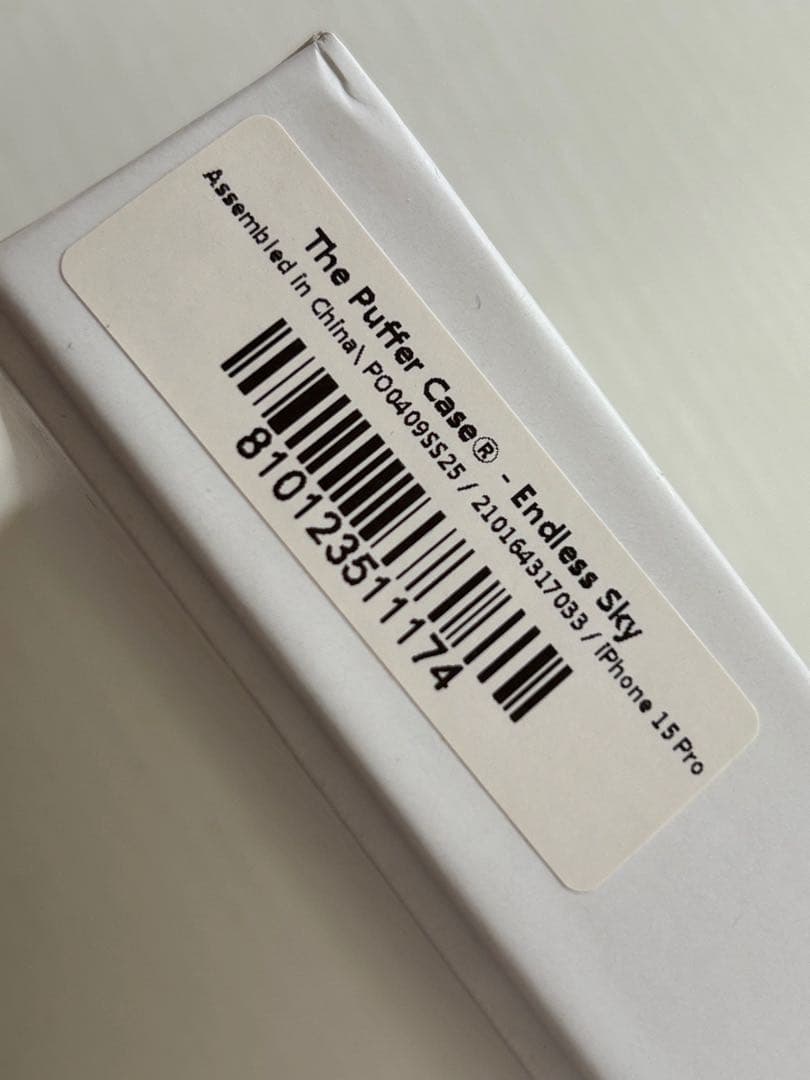 The Puffer Case® - Endless Sky
Assembled in China\ PO0409SS25 / 210164317033 / iPhone 15 Pro
810123511174